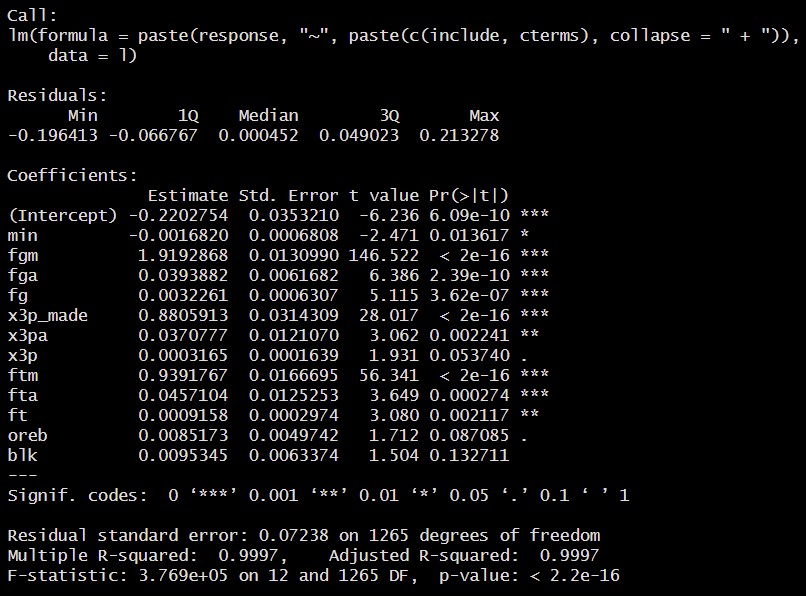 Call:
lm(formula = paste(response, "~", paste(c(include, cterms), collapse = " + ")),
    data = l)
Residuals:
      Min        1Q    Median        3Q       Max
-0.196413 -0.066767  0.000452  0.049023  0.213278
Coefficients:
              Estimate Std. Error t value Pr(>|t|)
(Intercept) -0.2202754  0.0353210  -6.236 6.09e-10 ***
min         -0.0016820  0.0006808  -2.471 0.013617 *
fgm          1.9192868  0.0130990 146.522  < 2e-16 ***
fga          0.0393882  0.0061682   6.386 2.39e-10 ***
fg           0.0032261  0.0006307   5.115 3.62e-07 ***
x3p_made     0.8805913  0.0314309  28.017  < 2e-16 ***
x3pa         0.0370777  0.0121070   3.062 0.002241 **
x3p          0.0003165  0.0001639   1.931 0.053740 .
ftm          0.9391767  0.0166695  56.341  < 2e-16 ***
fta          0.0457104  0.0125253   3.649 0.000274 ***
ft           0.0009158  0.0002974   3.080 0.002117 **
oreb         0.0085173  0.0049742   1.712 0.087085 .
blk          0.0095345  0.0063374   1.504 0.132711
---
Signif. codes:  0 ‘***’ 0.001 ‘**’ 0.01 ‘*’ 0.05 ‘.’ 0.1 ‘ ’ 1
Residual standard error: 0.07238 on 1265 degrees of freedom
Multiple R-squared:  0.9997,    Adjusted R-squared:  0.9997
F-statistic: 3.769e+05 on 12 and 1265 DF,  p-value: < 2.2e-16